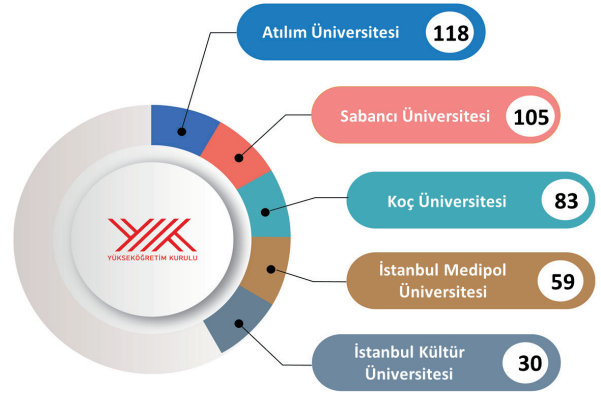 Atılım Üniversitesi 118
Sabancı Üniversitesi 105
Koç Üniversitesi 83
YÜKSEKÖĞRETİM KURULU
İstanbul Medipol
Üniversitesi 59
İstanbul Kültür
Üniversitesi 30